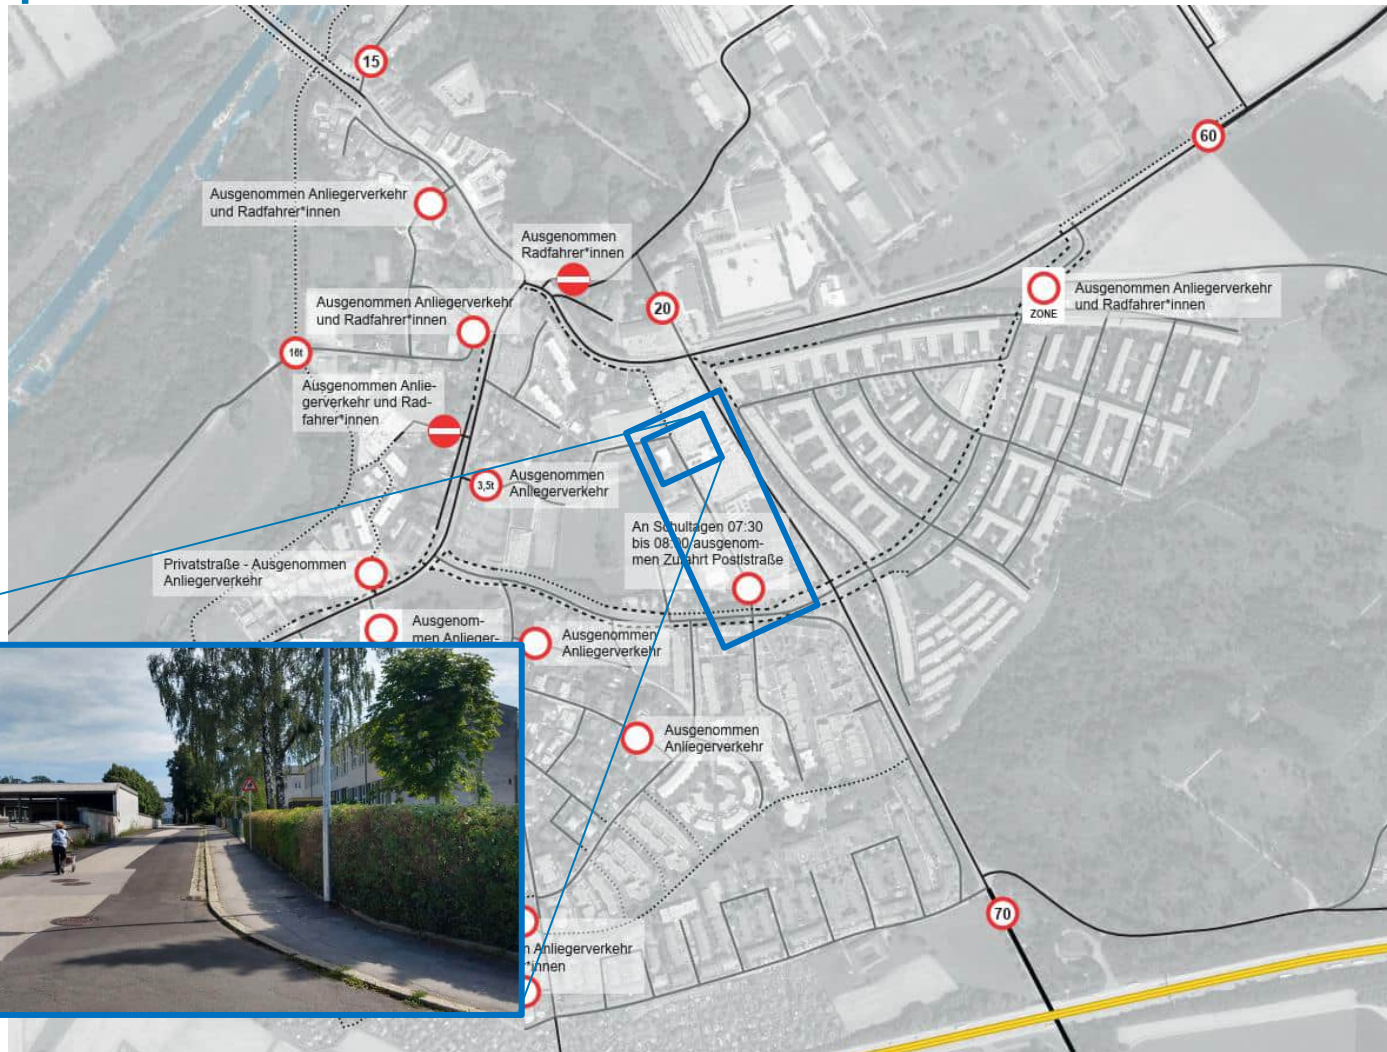 15
60
Ausgenommen Anliegerverkehr
und Radfahrer*innen
Ausgenommen
Radfahrer*innen
Ausgenommen Anliegerverkehr
und Radfahrer*innen
ZONE
20
Ausgenommen Anliegerverkehr
und Radfahrer*innen
16t
Ausgenommen Anlie-
gerverkehr und Rad-
fahrer*innen
3,5t
Ausgenommen
Anliegerverkehr
An Schultagen 07:30
bis 08:00 ausgenom-
men Zufahrt Postlstraße
Privatstraße - Ausgenommen
Anliegerverkehr
Ausgenom-
men Anlieger-
Ausgenommen
Anliegerverkehr
Ausgenommen
Anliegerverkehr
70
n Anliegerverkehr
*innen